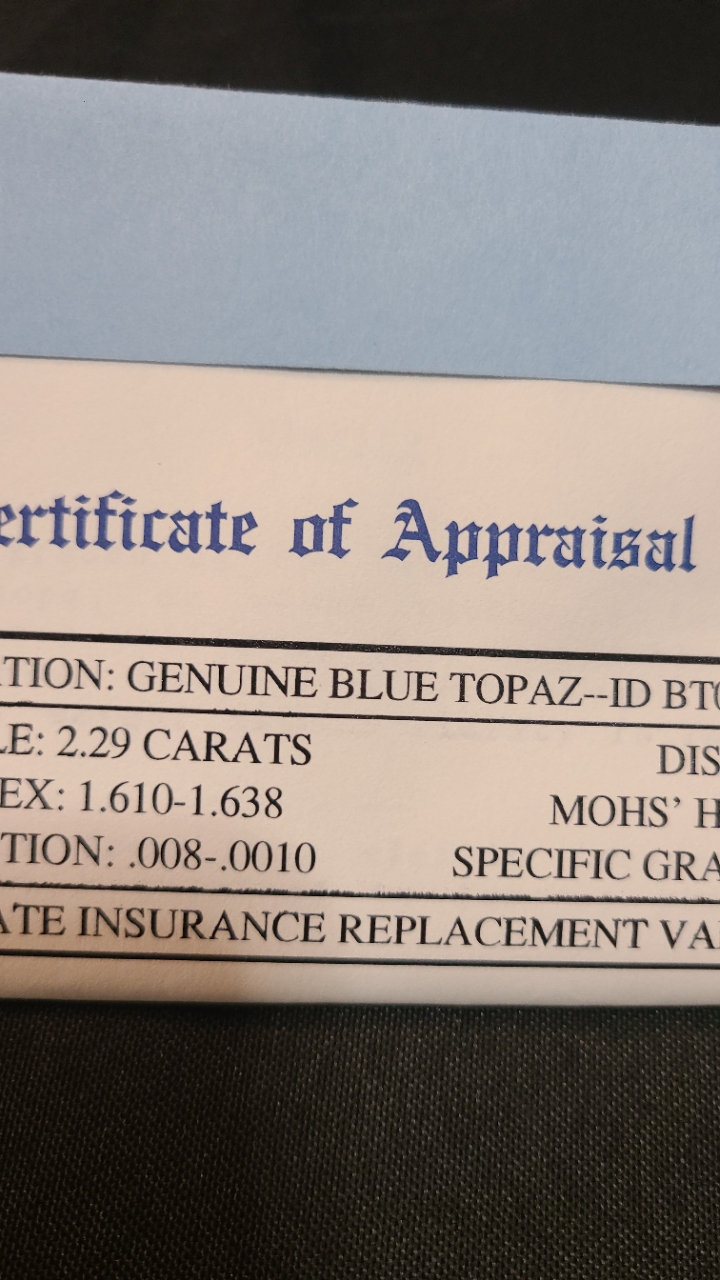 ertificate of Appraisal
TION: GENUINE BLUE TOPAZ--ID BT
LE: 2.29 CARATS DIS
EX: 1.610-1.638 MOHS' H
TION: .008-.0010 SPECIFIC GRA
ATE INSURANCE REPLACEMENT VA